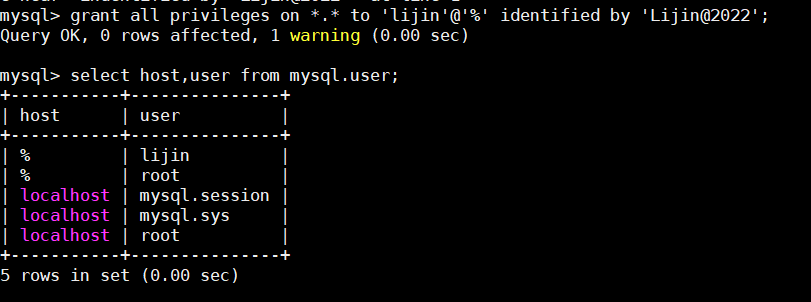 mysql> grant all privileges on *.* to 'lijin'@'%' identified by 'Lijin@2022';
Query OK, 0 rows affected, 1 warning (0.00 sec)
mysql> select host,user from mysql.user;
+-----------+---------------+
| host      | user          |
+-----------+---------------+
| %         | lijin         |
| %         | root          |
| localhost | mysql.session |
| localhost | mysql.sys     |
| localhost | root          |
+-----------+---------------+
5 rows in set (0.00 sec)